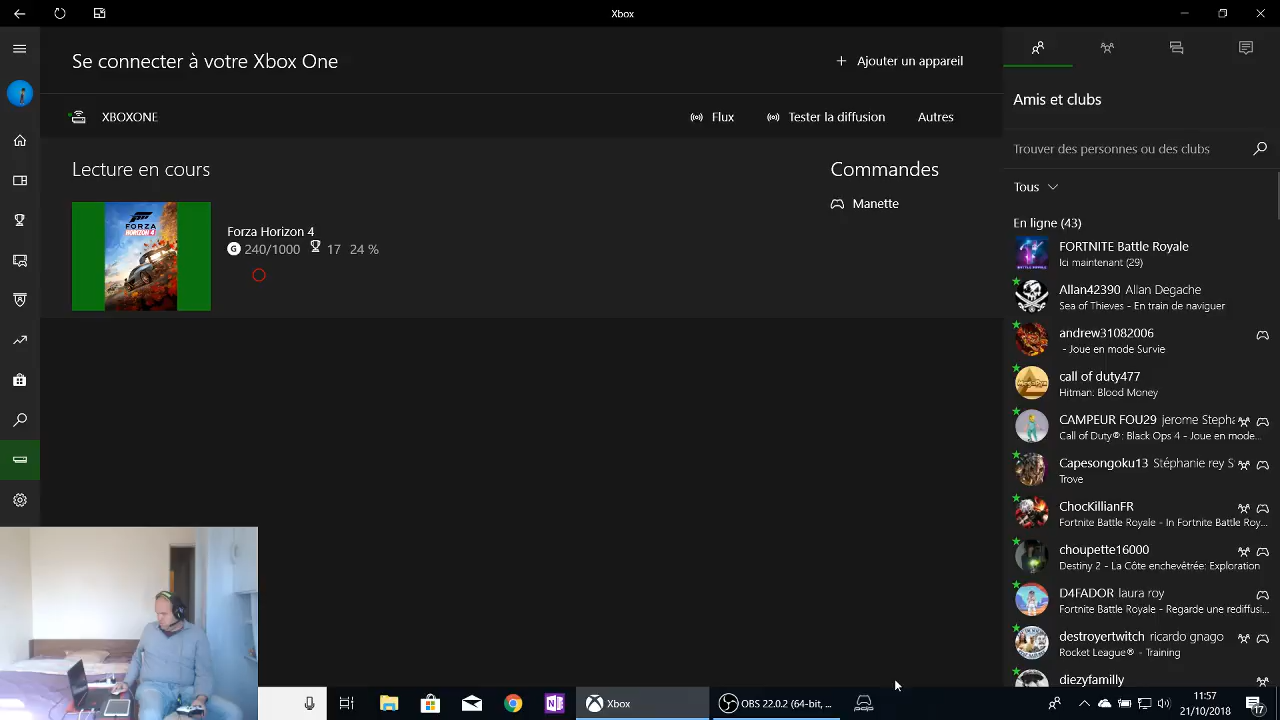 Xbox
Se connecter à votre Xbox One
Ajouter un appareil
XBOXONE
Flux
Tester la diffusion
Autres
Lecture en cours
FORZA
HORIZON 4
Forza Horizon 4
G 240/1000 17 24 %
Commandes
Manette
Amis et clubs
Trouver des personnes ou des clubs
Tous
En ligne (43)
FORTNITE Battle Royale
Ici maintenant (29)
Allan42390 Allan Degache
Sea of Thieves - En train de naviguer
andrew31082006
- Joue en mode Survie
call of duty477
Hitman: Blood Money
CAMPEUR FOU29 jerome Stepha
Call of Duty®: Black Ops 4 - Joue en mode...
Capesongoku13 Stéphanie rey S
Trove
ChocKillianFR
Fortnite Battle Royale - In Fortnite Battle Roy...
choupette16000
Destiny 2 - La Côte enchevêtrée: Exploration
D4FADOR laura roy
Fortnite Battle Royale - Regarde une rediffusi...
destroyertwitch ricardo gnago
Rocket League® - Training
diezyfamilly
Xbox
OBS 22.0.2 (64-bit, ...
11:57
21/10/2018
17